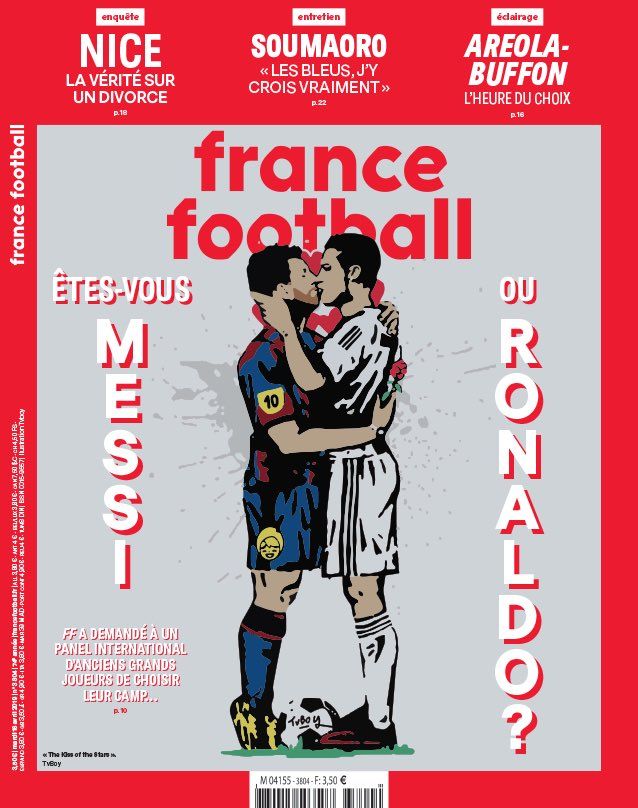 enquête
NICE
LA VÉRITÉ SUR
UN DIVORCE
p.18
entretien
SOUMAORO
« LES BLEUS, J'Y
CROIS VRAIMENT »
p.22
éclairage
AREOLA-
BUFFON
L'HEURE DU CHOIX
p.16
france football
france
football
ÊTES-VOUS
MESSI
OU
RONALDO?
10
FF A DEMANDÉ À UN
PANEL INTERNATIONAL
D'ANCIENS GRANDS
JOUEURS DE CHOISIR
LEUR CAMP...
p. 10
TvBoy
« The Kiss of the Stars ».
TvBoy
M 04155 - 3804 - F: 3,50 €